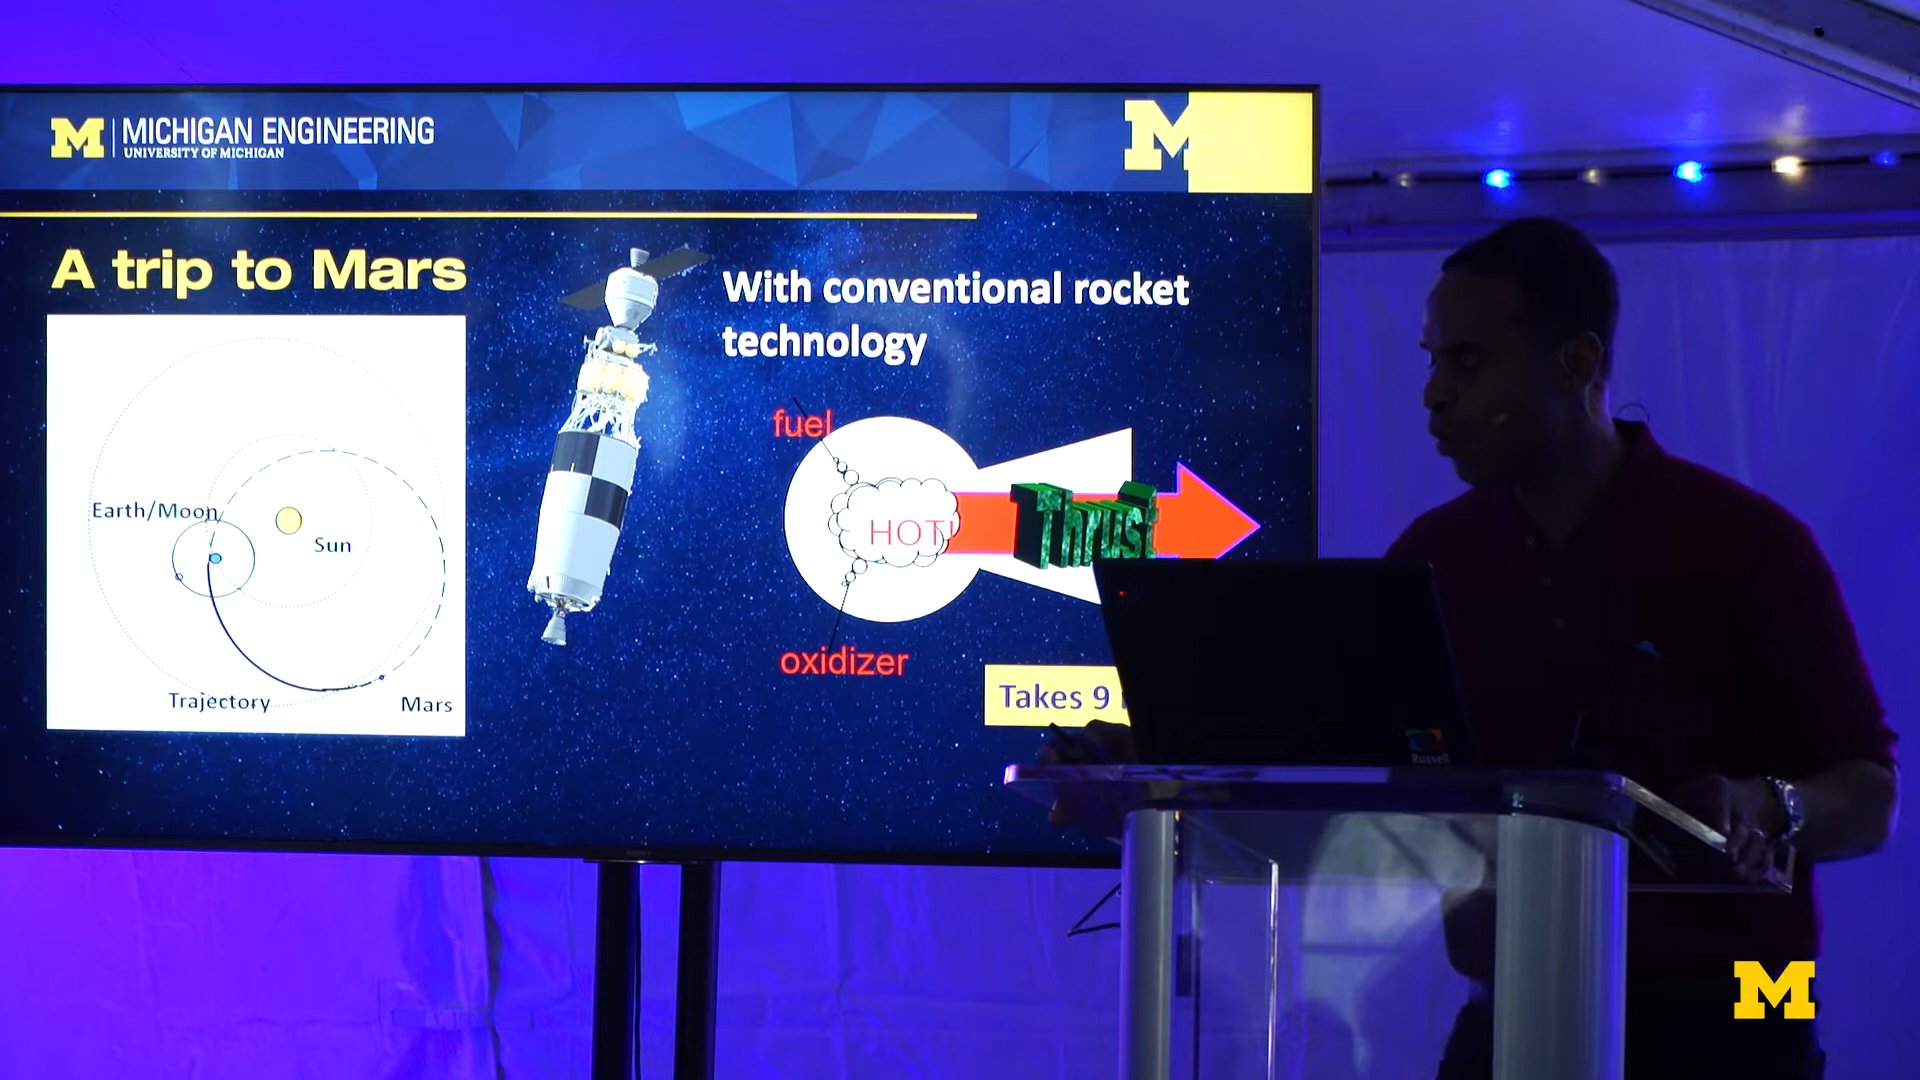 M MICHIGAN ENGINEERING
UNIVERSITY OF MICHIGAN
M
A trip to Mars
With conventional rocket
technology
fuel
Earth/Moon
HOT!
Thrust
Sun
oxidizer
Takes 9
Trajectory
Mars
Russell
M